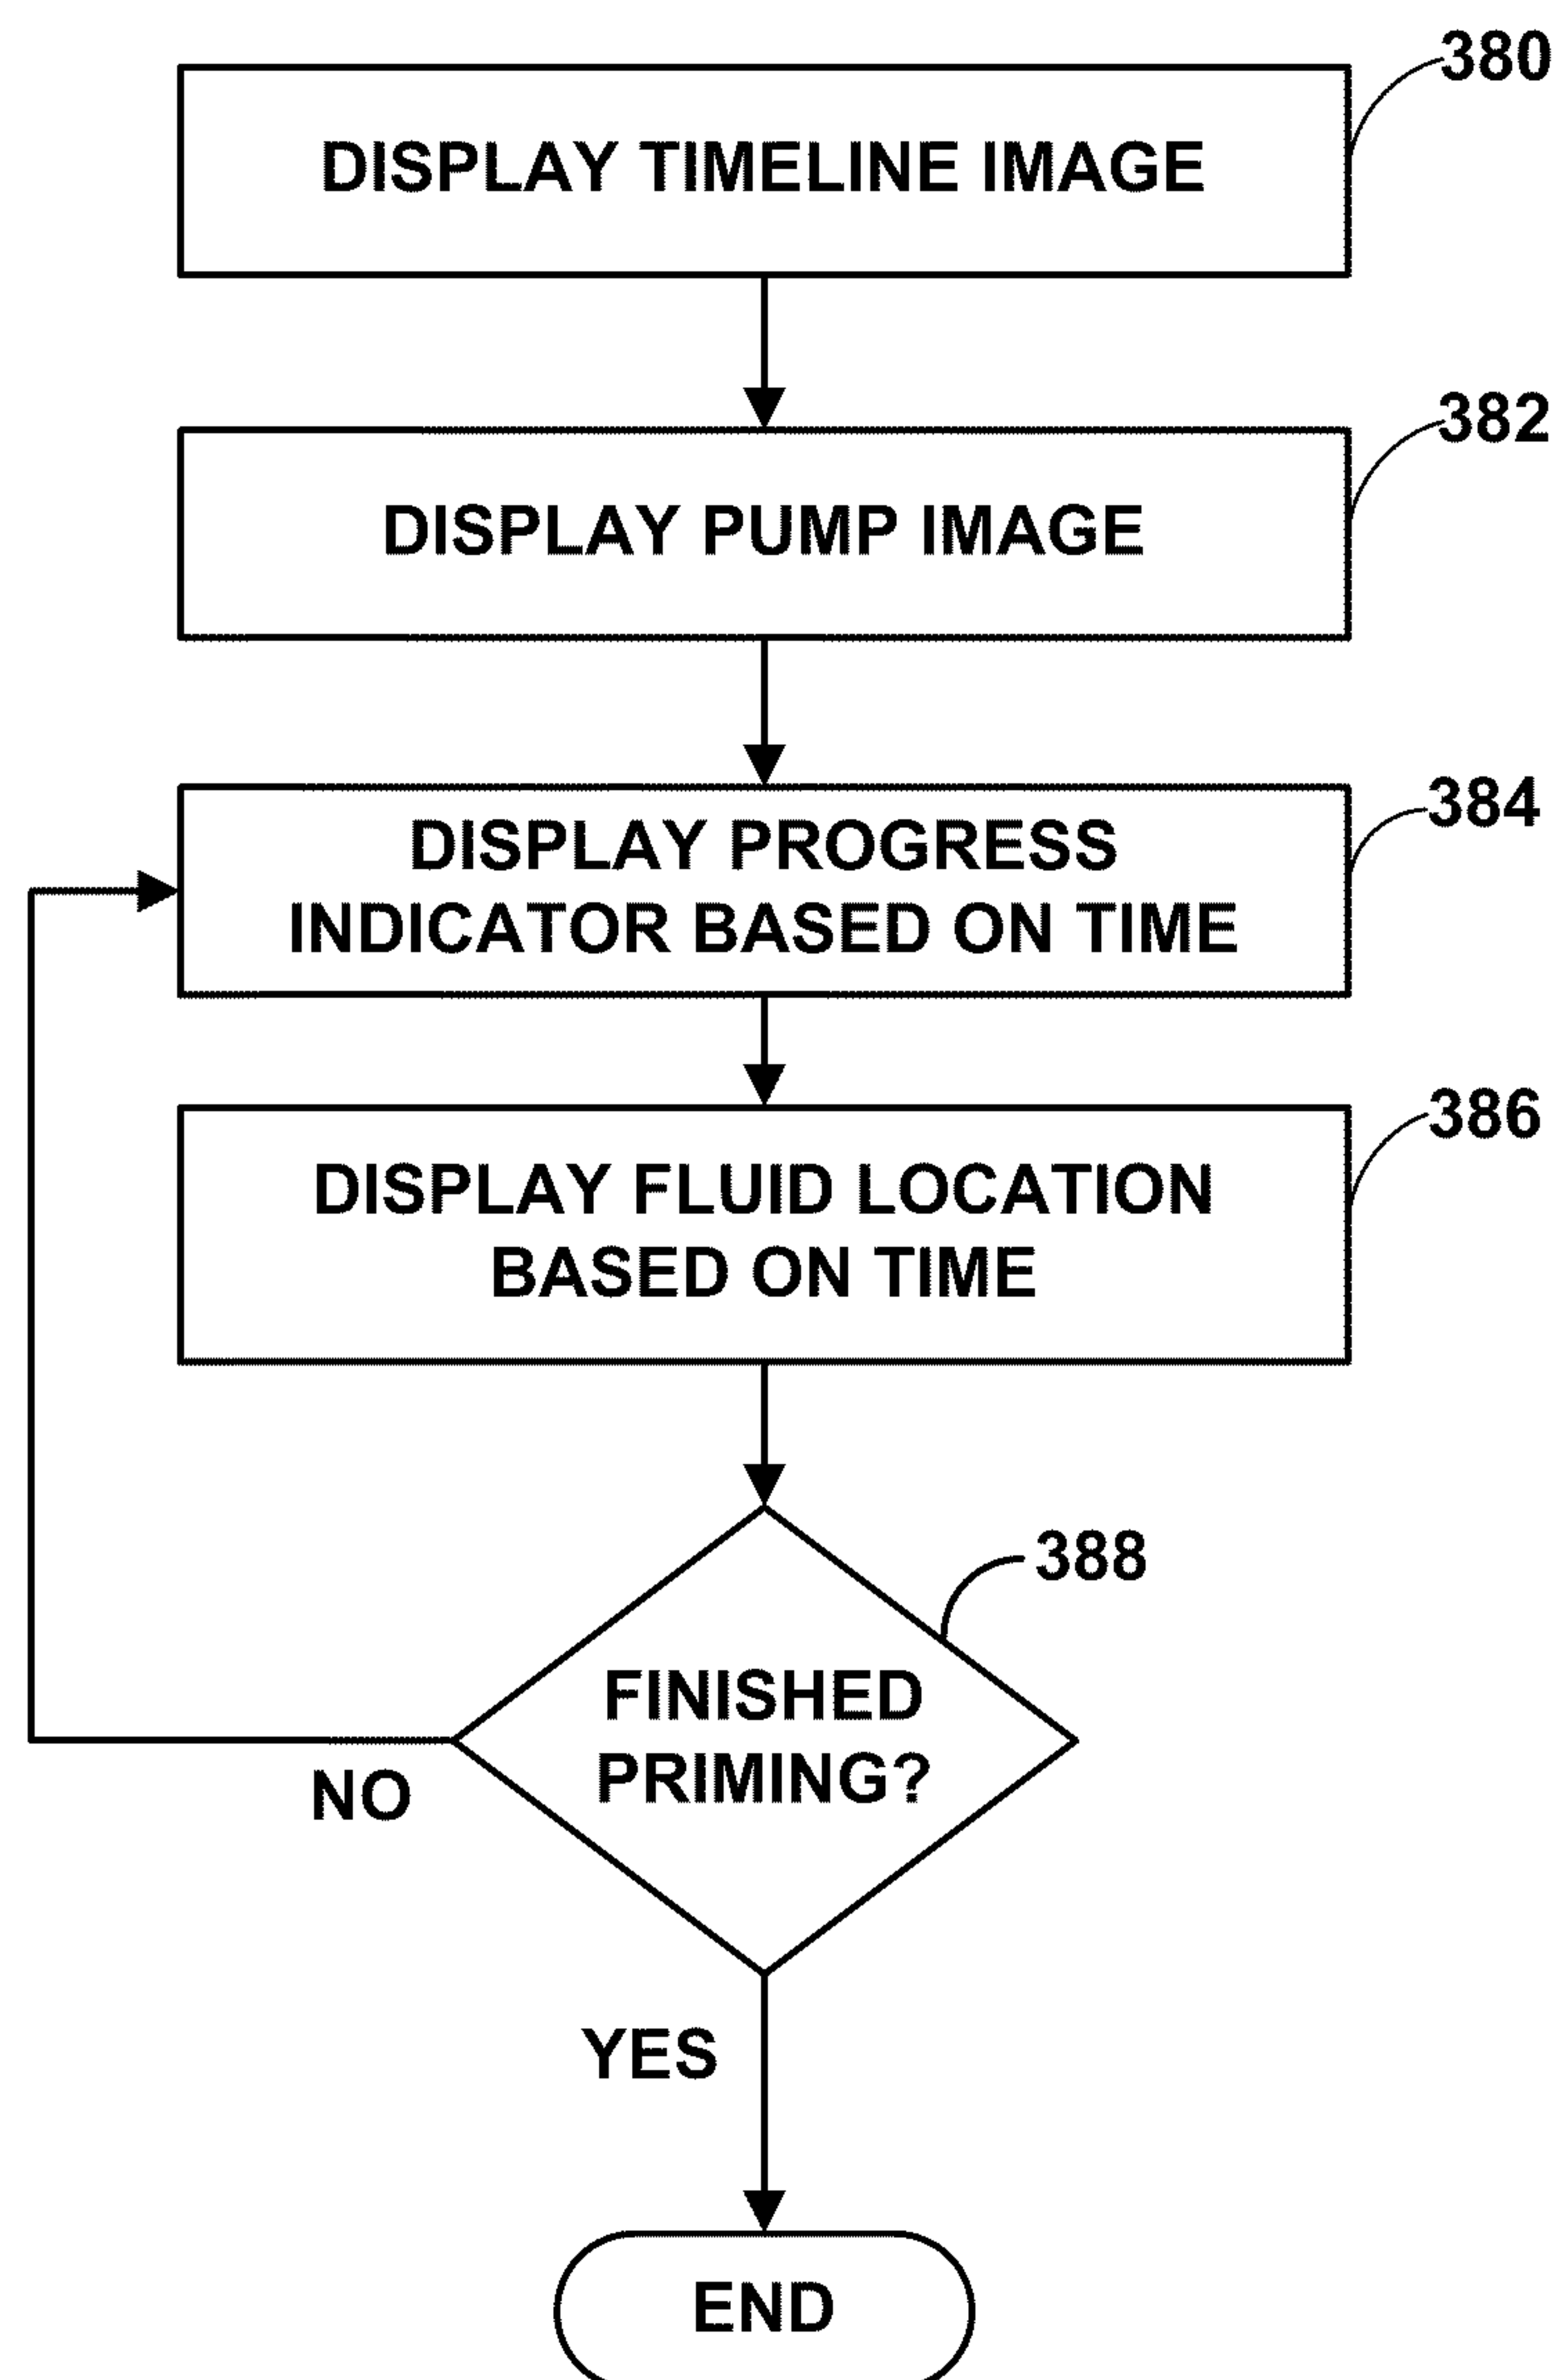 380
DISPLAY TIMELINE IMAGE
382
DISPLAY PUMP IMAGE
384
DISPLAY PROGRESS
INDICATOR BASED ON TIME
386
DISPLAY FLUID LOCATION
BASED ON TIME
388
FINISHED
PRIMING?
NO
YES
END